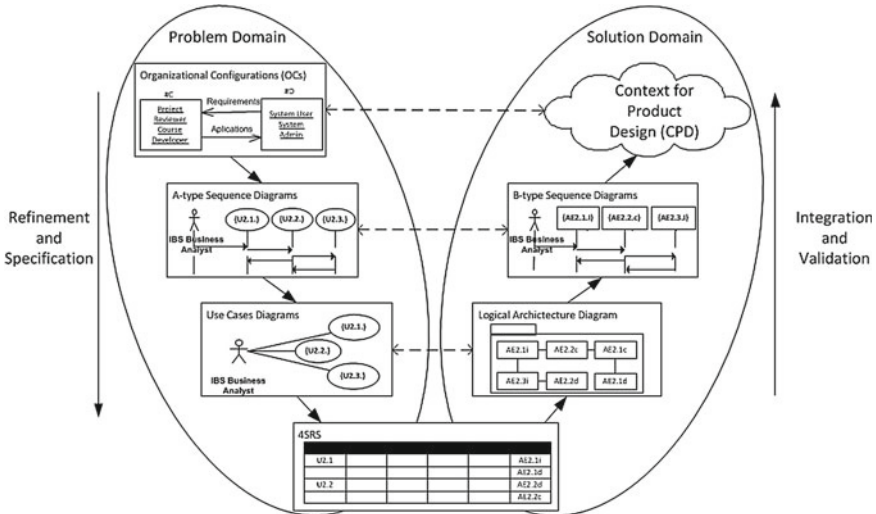 Problem Domain
Solution Domain
Organizational Configurations (OCs)
#C
#D
Requirements
Project
Reviewer
Course
Developer
System User
System
Admin
Aplications
Context for
Product
Design (CPD)
A-type Sequence Diagrams
{U2.1.}
{U2.2.}
{U2.3.}
IBS Business
Analyst
B-type Sequence Diagrams
{AE2.1.i}
{AE2.2.c}
{AE2.3.i}
IBS Business
Analyst
Refinement
and
Specification
Integration
and
Validation
Use Cases Diagrams
{U2.1.}
{U2.2.}
{U2.3.}
IBS Business
Analyst
Logical Archictecture Diagram
AE2.1i
AE2.2c
AE2.1c
AE2.3i
AE2.2d
AE2.1d
4SRS
U2.1
AE2.1i
AE2.1d
U2.2
AE2.2d
AE2.2c